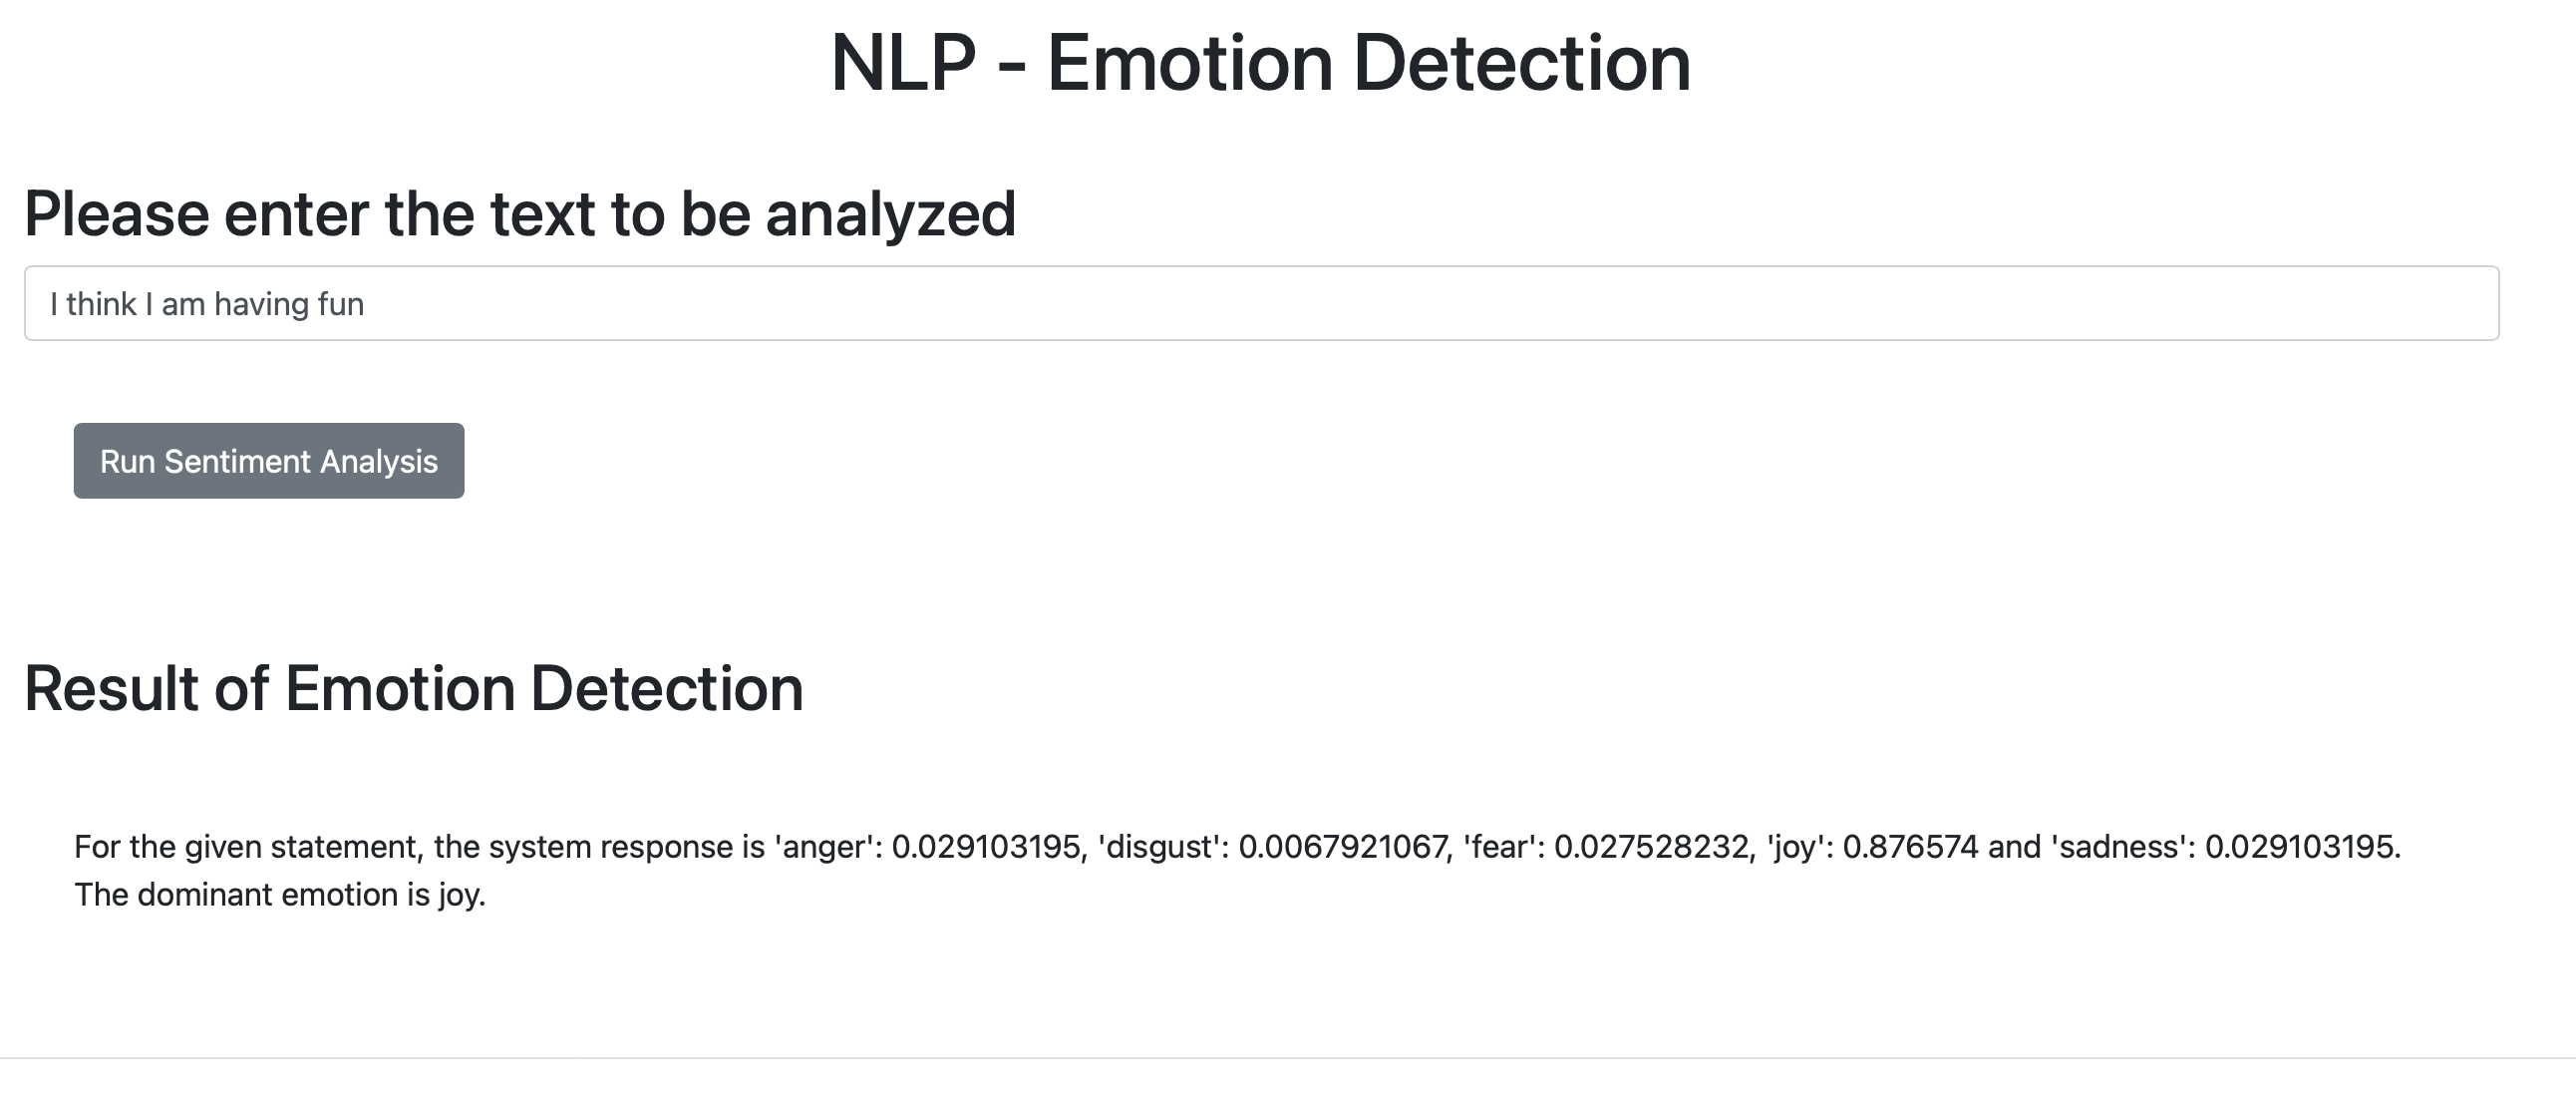 NLP - Emotion Detection
Please enter the text to be analyzed
I think I am having fun
Run Sentiment Analysis
Result of Emotion Detection
For the given statement, the system response is 'anger': 0.029103195, 'disgust': 0.0067921067, 'fear': 0.027528232, 'joy': 0.876574 and 'sadness': 0.029103195.
The dominant emotion is joy.